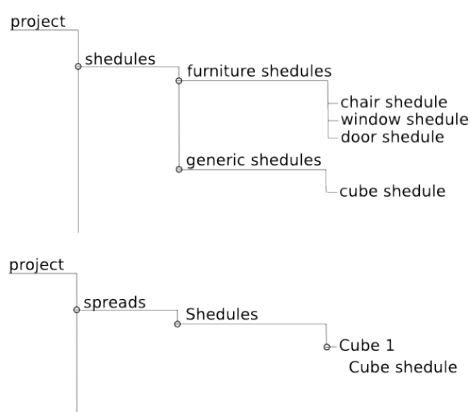 project
shedules
furniture shedules
chair shedule
window shedule
door shedule
generic shedules
cube shedule
project
spreads
Shedules
Cube 1
Cube shedule